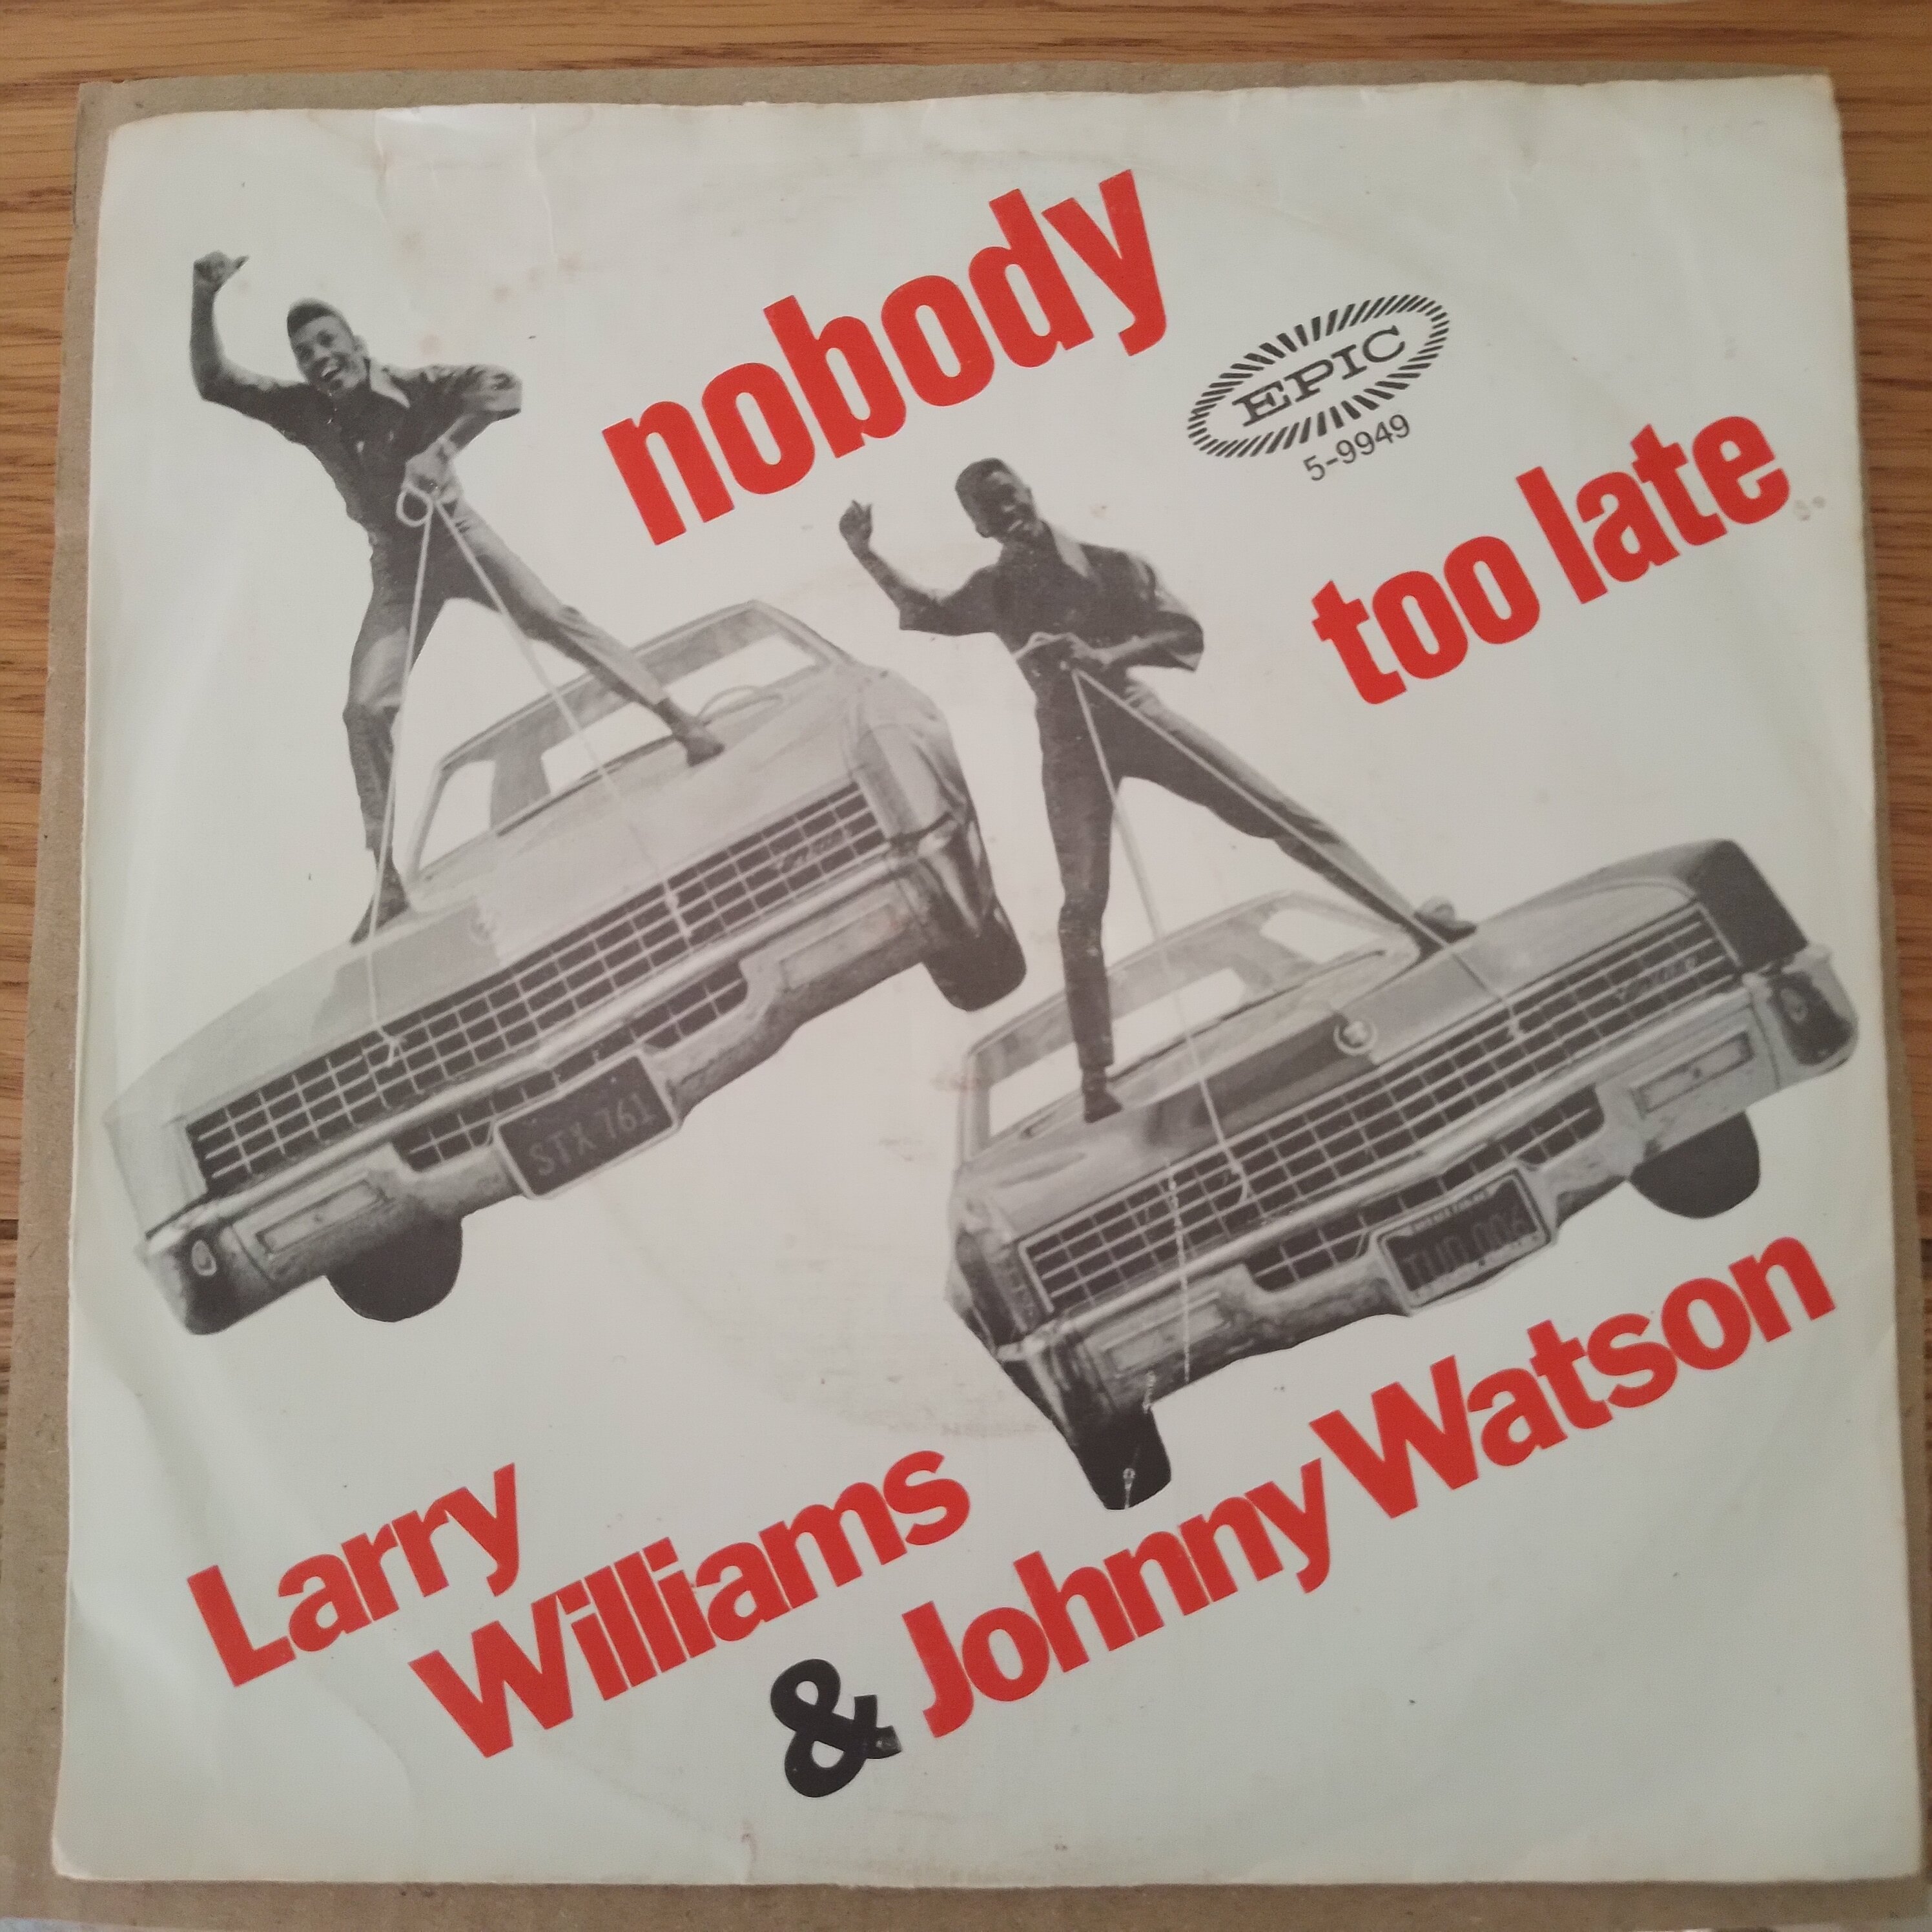 nobody
EPIC
5-9949
too late
STX 761
Larry
Williams
& Johnny Watson